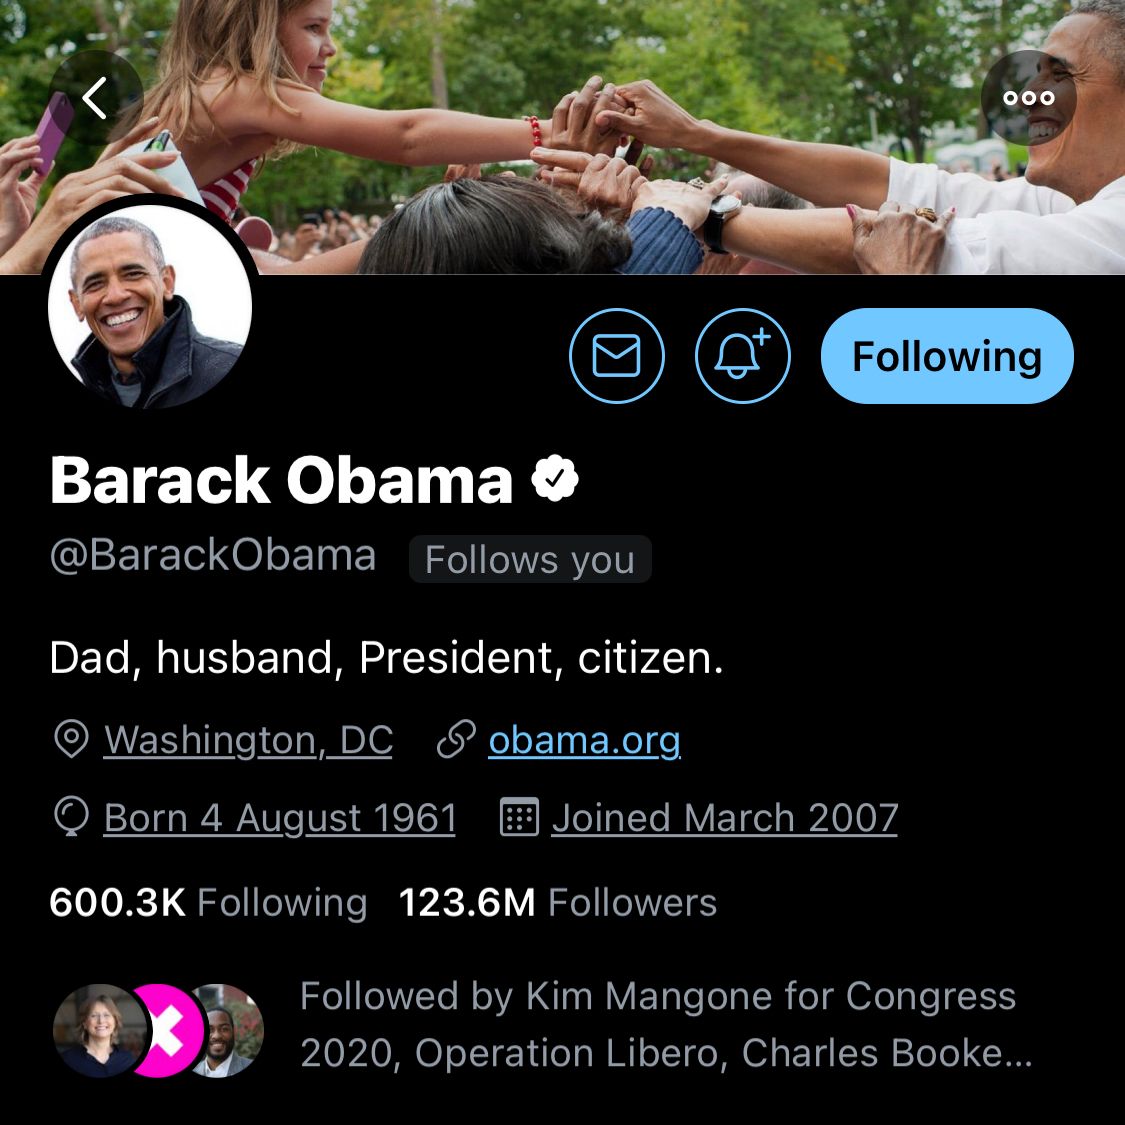 Following
Barack Obama
@BarackObama Follows you
Dad, husband, President, citizen.
Washington, DC obama.org
Born 4 August 1961 Joined March 2007
600.3K Following 123.6M Followers
Followed by Kim Mangone for Congress
2020, Operation Libero, Charles Booke...